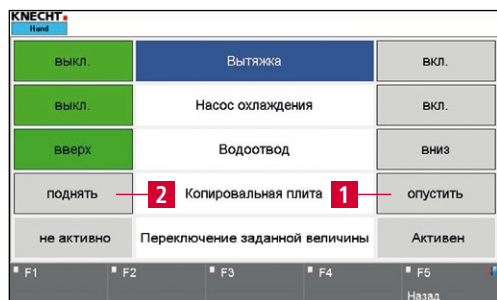 KNECHT
Hand
выкл. Вытяжка вкл.
выкл. Насос охлаждения вкл.
вверх Водоотвод вниз
поднять 2 Копировальная плита 1 опустить
не активно Переключение заданной величины Активен
F1 F2 F3 F4 F5
Назад